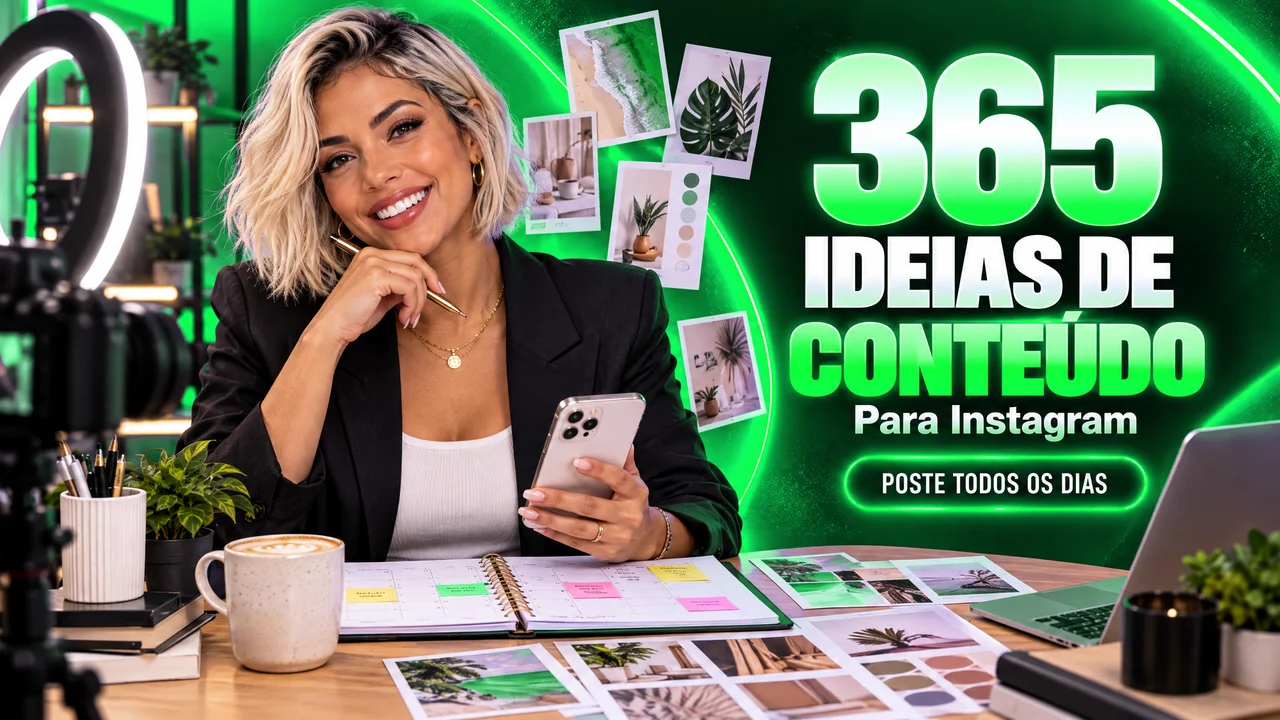 365
IDEIAS DE
CONTEÚDO
Para Instagram
POSTE TODOS OS DIAS